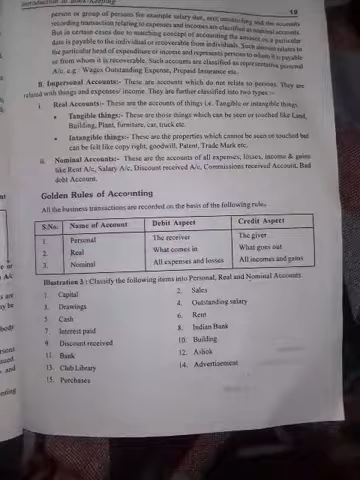 Introduction to Book-Keeping
19
person or group of persons for example salary due, rent outstanding and the accounts
recording transaction relating to expenses and incomes are classified as nominal accounts.
But in certain cases due to matching concept of accounting the amount, on a particular
date is payable to the individual or recoverable from individuals. Such amount relates to
the particular head of expenditure or income and represents persons to whom it is payable
or from whom it is recoverable. Such accounts are classified as representative personal
A/c. e.g.- Wages Outstanding Expense, Prepaid Insurance etc.
II. Impersonal Accounts:- These are accounts which do not relate to persons. They are
related with things and expenses/ income. They are further classified into two types :-
i. Real Accounts:- These are the accounts of things i.e. Tangible or intangible things.
• Tangible things:- These are those things which can be seen or touched like Land,
Building, Plant, furniture, car, truck etc.
• Intangible things:- These are the properties which cannot be seen or touched but
can be felt like copy right, goodwill, Patent, Trade Mark etc.
ii. Nominal Accounts:- These are the accounts of all expenses, losses, income & gains
like Rent A/c, Salary A/c, Discount received A/c, Commissions received Account, Bad
debt Account.
Golden Rules of Accounting
All the business transactions are recorded on the basis of the following rules.
S.No. Name of Account Debit Aspect Credit Aspect
1. Personal The receiver The giver
2. Real What comes in What goes out
3. Nominal All expenses and losses All incomes and gains
Illustration 3 : Classify the following items into Personal, Real and Nominal Accounts.
1. Capital 2. Sales
3. Drawings 4. Outstanding salary
5. Cash 6. Rent
7. Interest paid 8. Indian Bank
9. Discount received 10. Building
11. Bank 12. Ashok
13. Club Library 14. Advertisement
15. Purchases